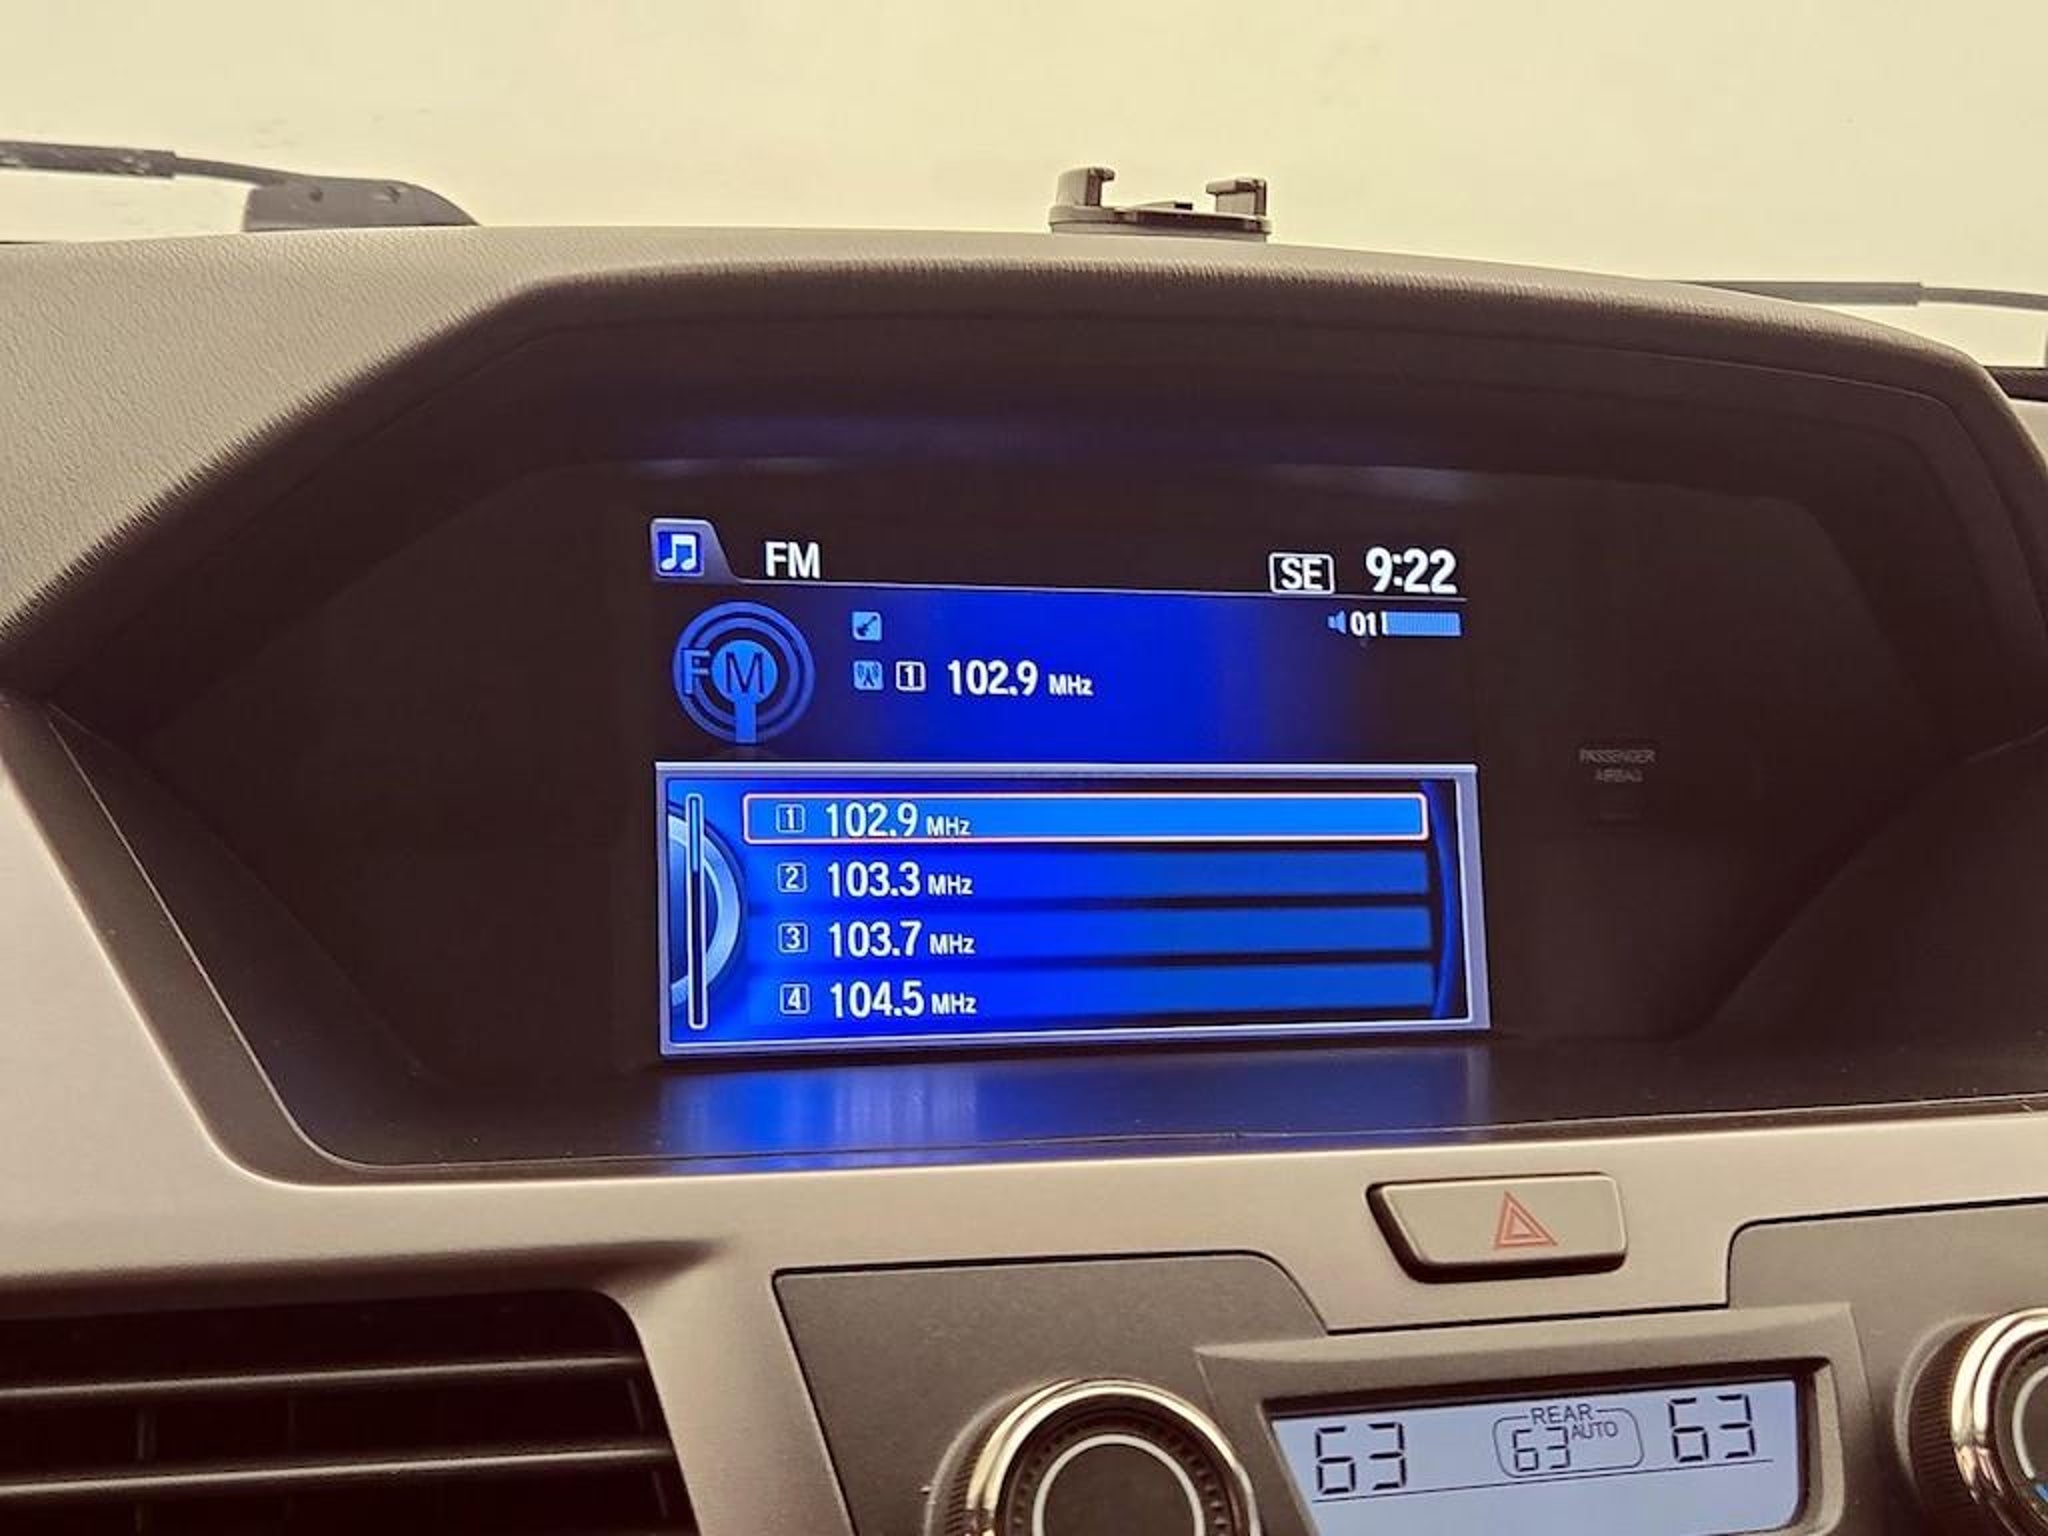 FM
SE 9:22
01
FM
1 102.9 MHz
1 102.9 MHz
2 103.3 MHz
3 103.7 MHz
4 104.5 MHz
PASSENGER
AIRBAG
REAR
63 63 AUTO 63